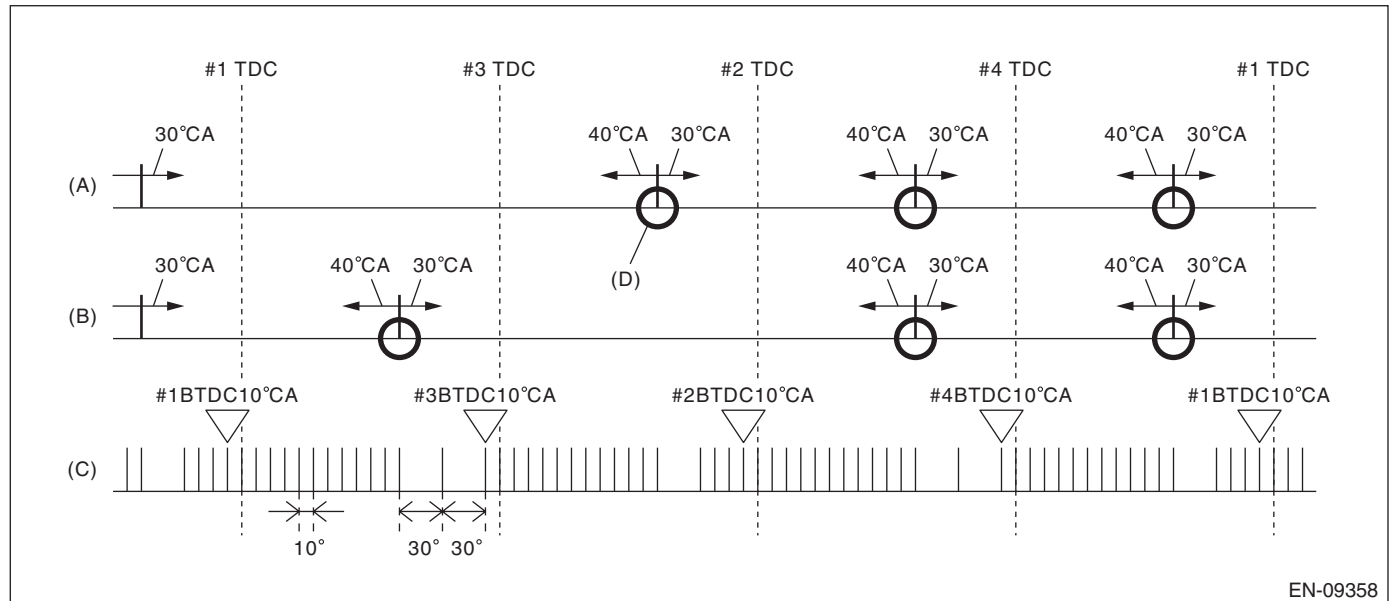 #1 TDC #3 TDC #2 TDC #4 TDC #1 TDC
30°CA 40°CA 30°CA 40°CA 30°CA 40°CA 30°CA
(A)
(D)
30°CA 40°CA 30°CA 40°CA 30°CA 40°CA 30°CA
(B)
#1BTDC10°CA #3BTDC10°CA #2BTDC10°CA #4BTDC10°CA #1BTDC10°CA
(C)
10° 30° 30°
EN-09358